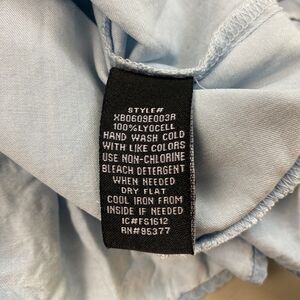 STYLE#
XB0609E003R
100%LYOCELL
HAND WASH COLD
WITH LIKE COLORS
USE NON-CHLORINE
BLEACH DETERGENT
WHEN NEEDED
DRY FLAT
COOL IRON FROM
INSIDE IF NEEDED
IC#FS1612
RN#95377